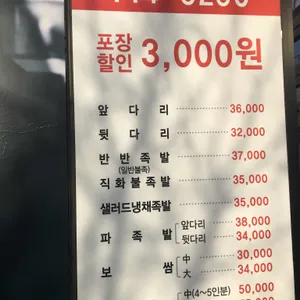 포장
할인 3,000원
앞 다 리 36,000
뒷 다 리 32,000
반 반 족 발 37,000
(일반불족)
직화불족발 35,000
샐러드냉채족발 35,000
파 족 발 앞다리 38,000
뒷다리 34,000
보 쌈 中 30,000
大 34,000
中(4~5인분) 50,000